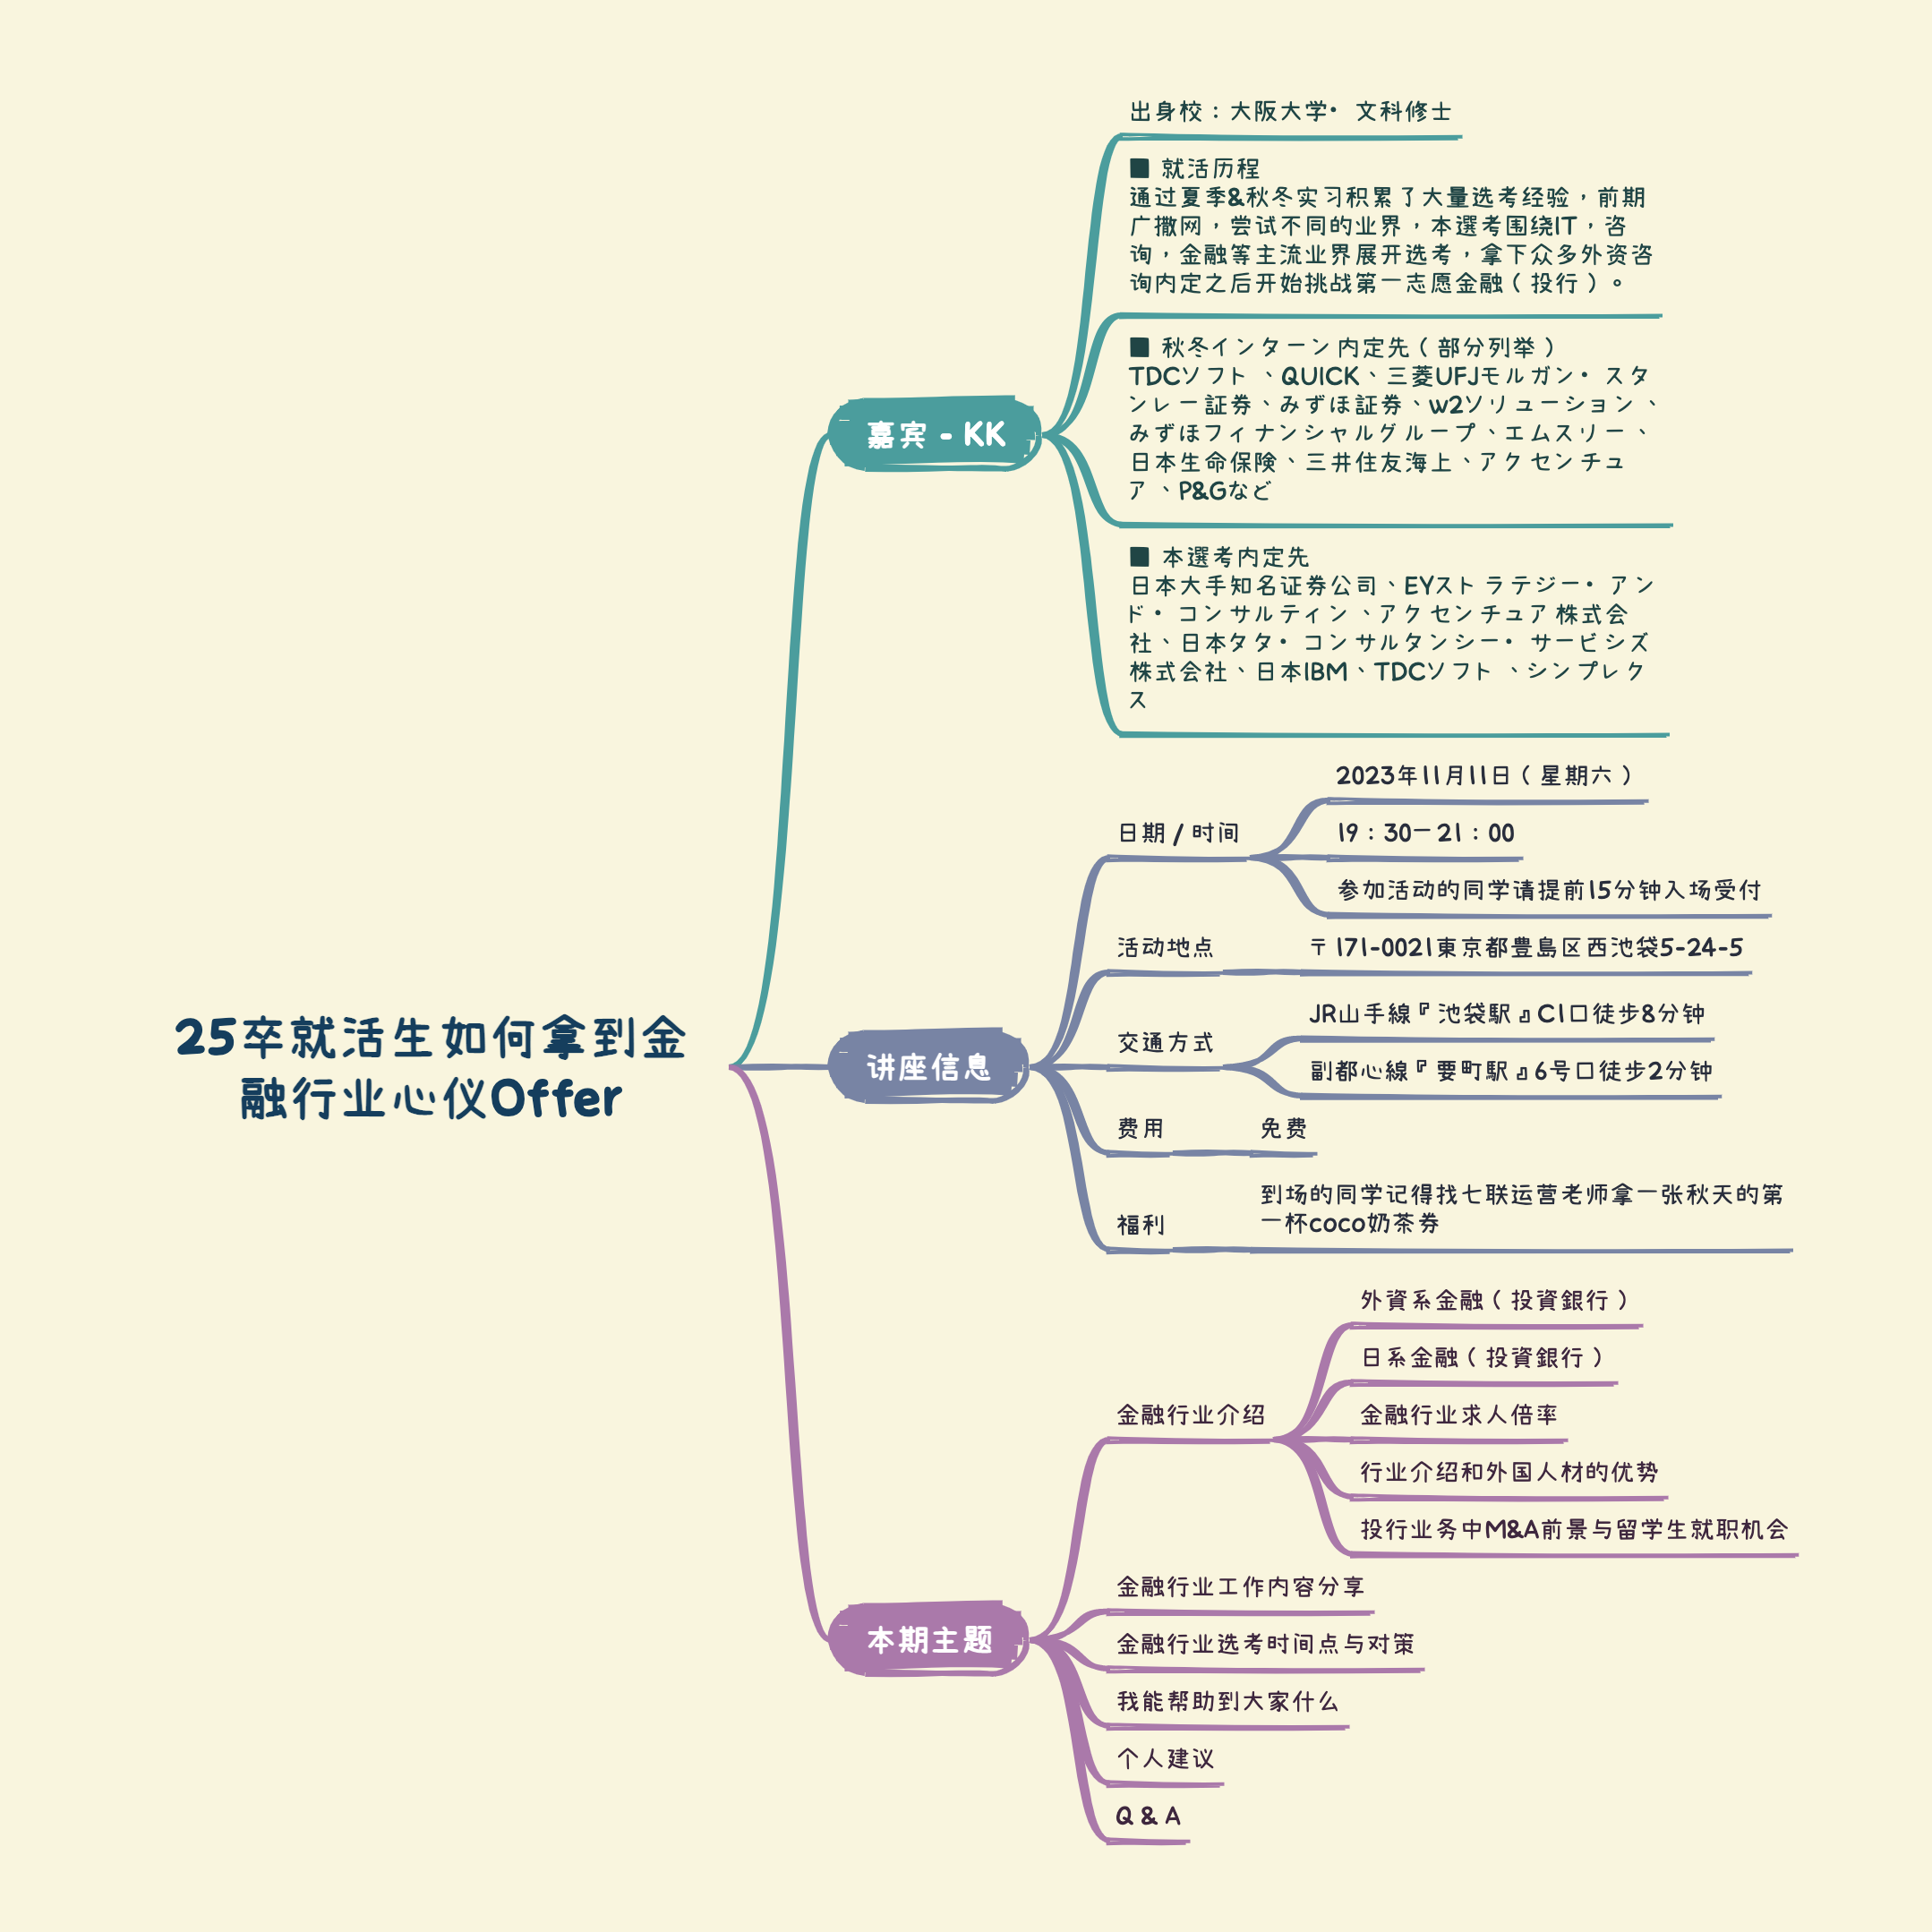 25卒就活生如何拿到金
融行业心仪Offer
嘉宾 - KK
出身校：大阪大学・文科修士
■ 就活历程
通过夏季&秋冬实习积累了大量选考经验，前期
广撒网，尝试不同的业界，本選考围绕IT，咨
询，金融等主流业界展开选考，拿下众多外资咨
询内定之后开始挑战第一志愿金融（投行）。
■ 秋冬インターン内定先（部分列举）
TDCソフト、QUICK、三菱UFJモルガン・スタ
ンレー証券、みずほ証券、w2ソリューション、
みずほフィナンシャルグループ、エムスリー、
日本生命保険、三井住友海上、アクセンチュ
ア、P&Gなど
■ 本選考内定先
日本大手知名证券公司、EYストラテジー・アン
ド・コンサルティン、アクセンチュア株式会
社、日本タタ・コンサルタンシー・サービシズ
株式会社、日本IBM、TDCソフト、シンプレク
ス
讲座信息
日期 / 时间
2023年11月11日（星期六）
19：30—21：00
参加活动的同学请提前15分钟入场受付
活动地点
〒171-0021東京都豊島区西池袋5-24-5
交通方式
JR山手線『池袋駅』C1口徒步8分钟
副都心線『要町駅』6号口徒步2分钟
费用
免费
福利
到场的同学记得找七联运营老师拿一张秋天的第
一杯coco奶茶券
本期主题
金融行业介绍
外資系金融（投資銀行）
日系金融（投資銀行）
金融行业求人倍率
行业介绍和外国人材的优势
投行业务中M&A前景与留学生就职机会
金融行业工作内容分享
金融行业选考时间点与对策
我能帮助到大家什么
个人建议
Q & A